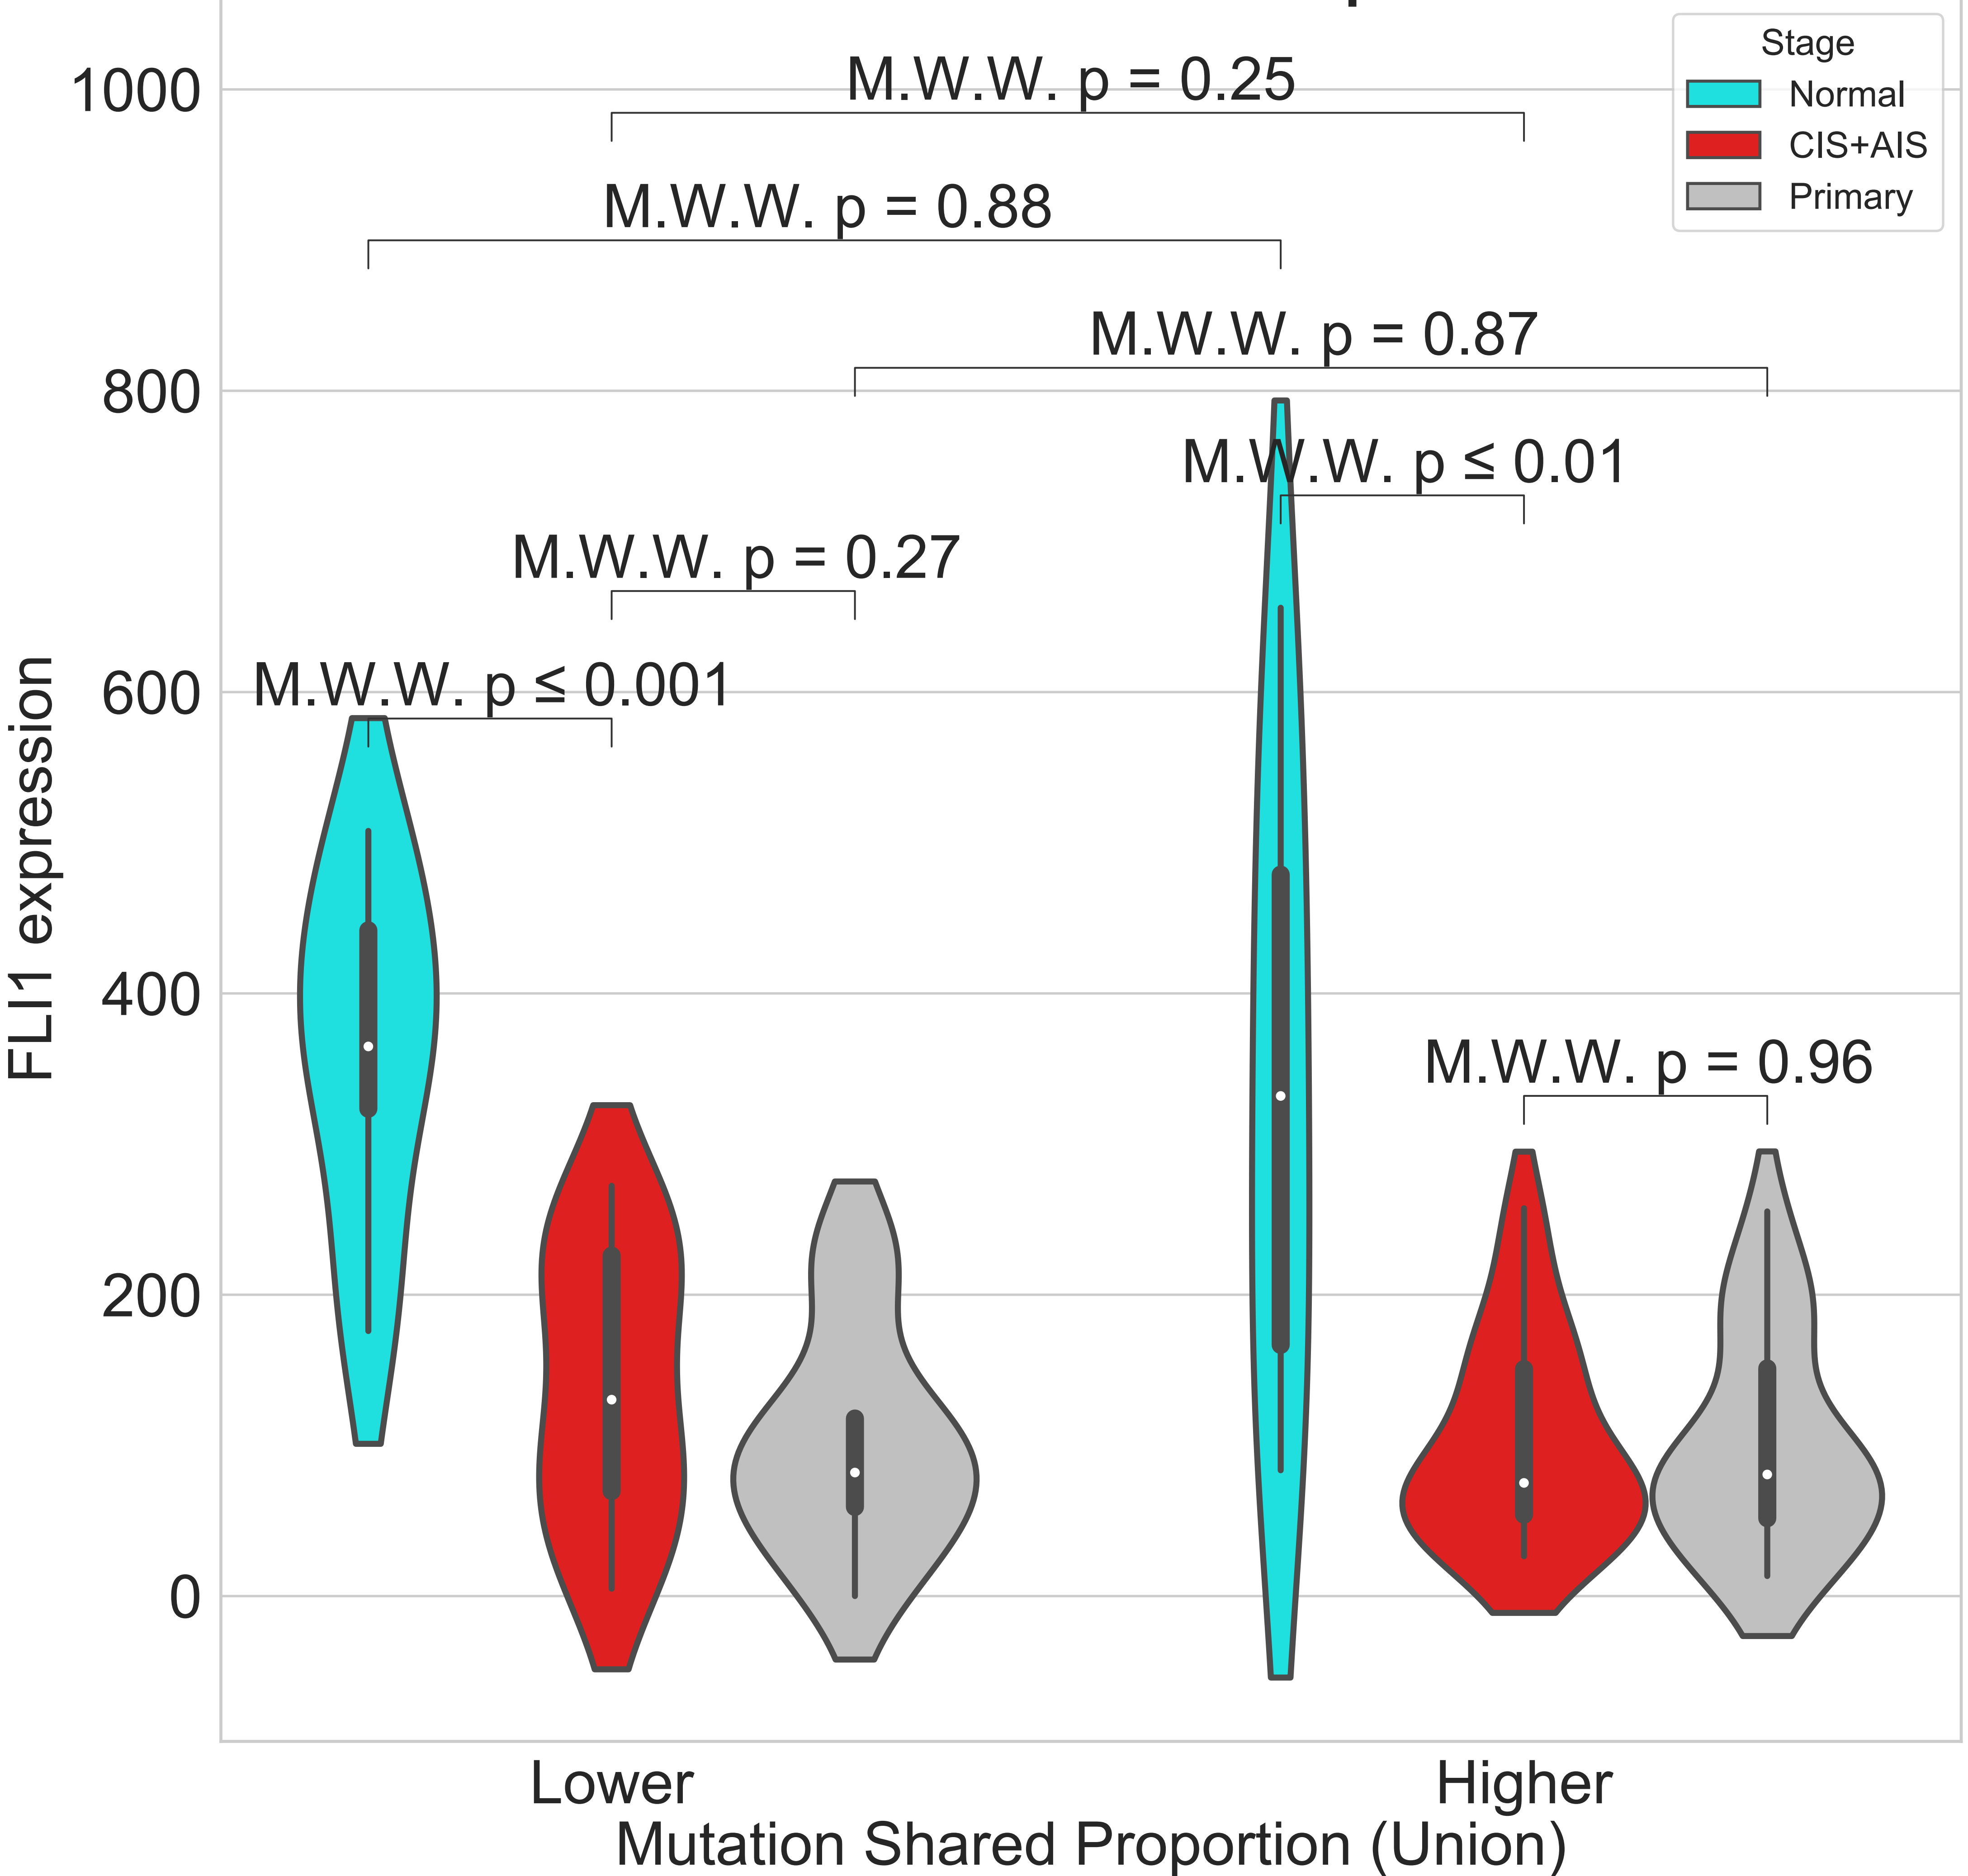 Stage
Normal
CIS+AIS
Primary
M.W.W. p = 0.25
M.W.W. p = 0.88
M.W.W. p = 0.87
M.W.W. p ≤ 0.01
M.W.W. p = 0.27
M.W.W. p ≤ 0.001
M.W.W. p = 0.96
1000
800
600
400
200
0
FLI1 expression
Lower
Higher
Mutation Shared Proportion (Union)